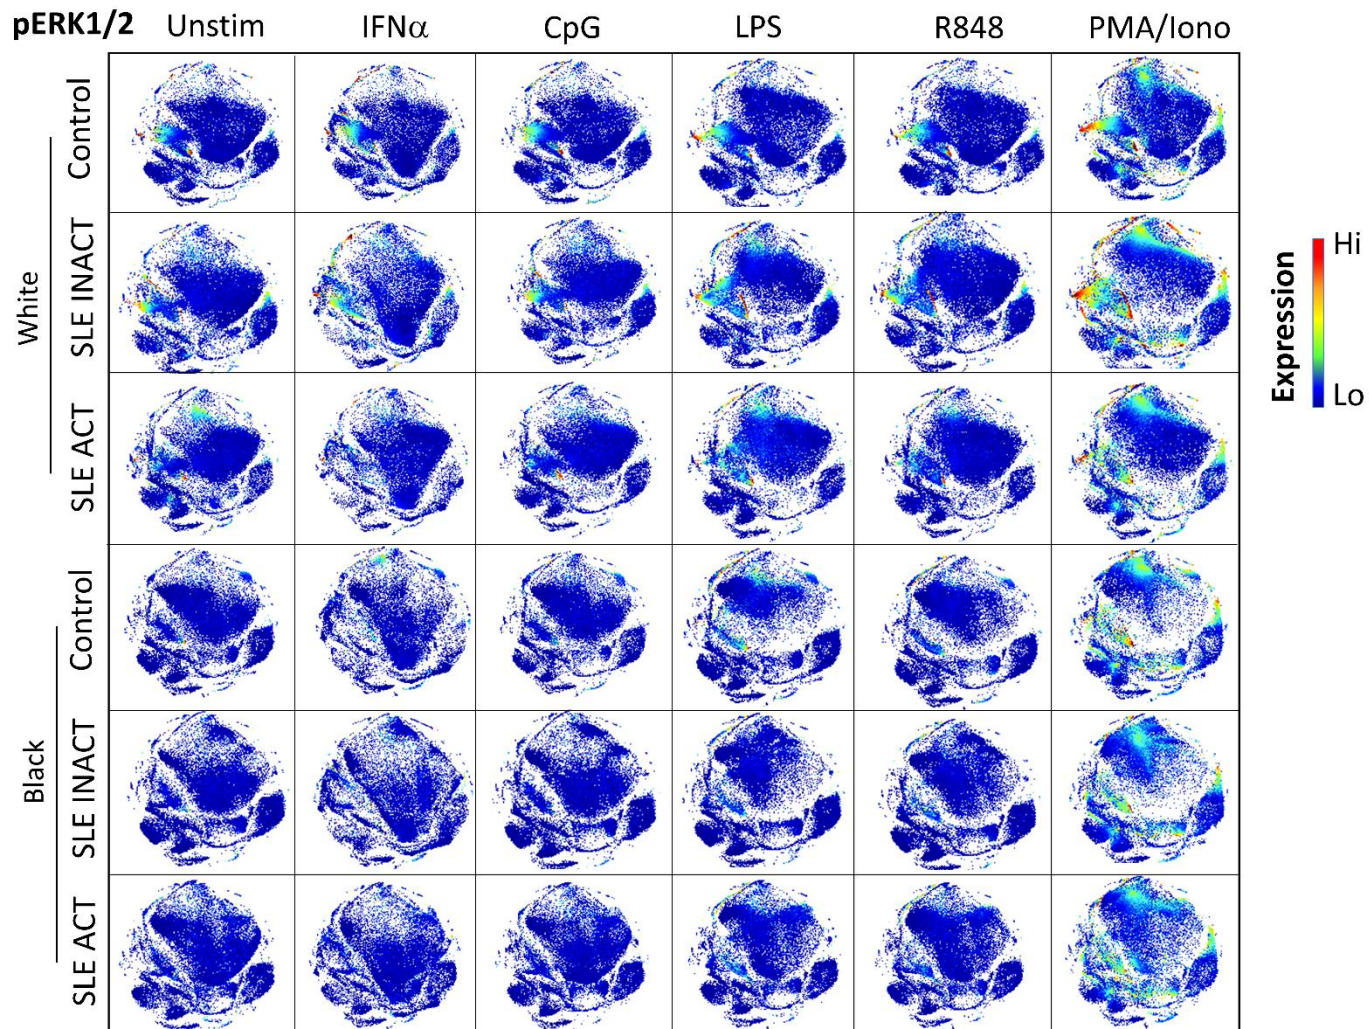 pERK1/2 Unstim IFNα CpG LPS R848 PMA/Iono
White
Control
SLE INACT
SLE ACT
Black
Control
SLE INACT
SLE ACT
Expression
Hi
Lo